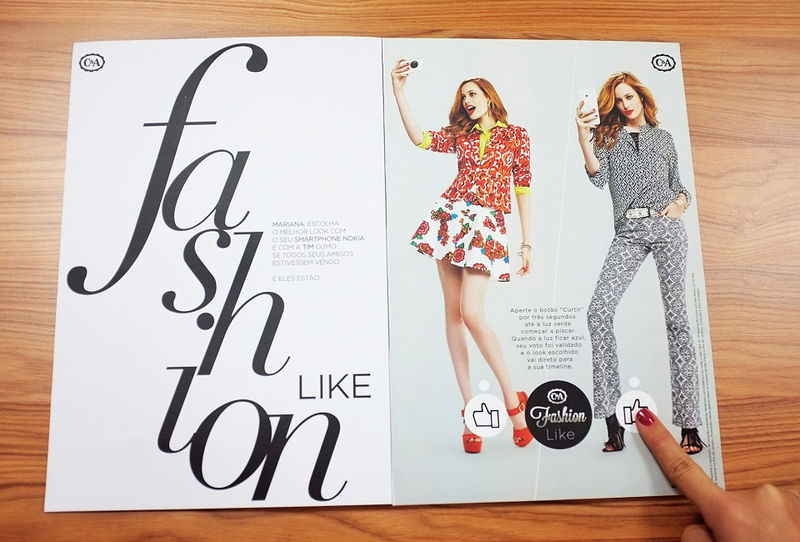 C&A
fashion
LIKE
MARIANA, ESCOLHA
O MELHOR LOOK COM
O SEU SMARTPHONE NOKIA
E COM A TIM COMO
SE TODOS SEUS AMIGOS
ESTIVESSEM VENDO.
E ELES ESTÃO.
C&A
Aperte o botão "Curtir"
por três segundos
até a luz verde
começar a piscar.
Quando a luz ficar azul,
seu voto foi validado
e o look escolhido
vai direto para
a sua timeline.
C&A
Fashion
Like